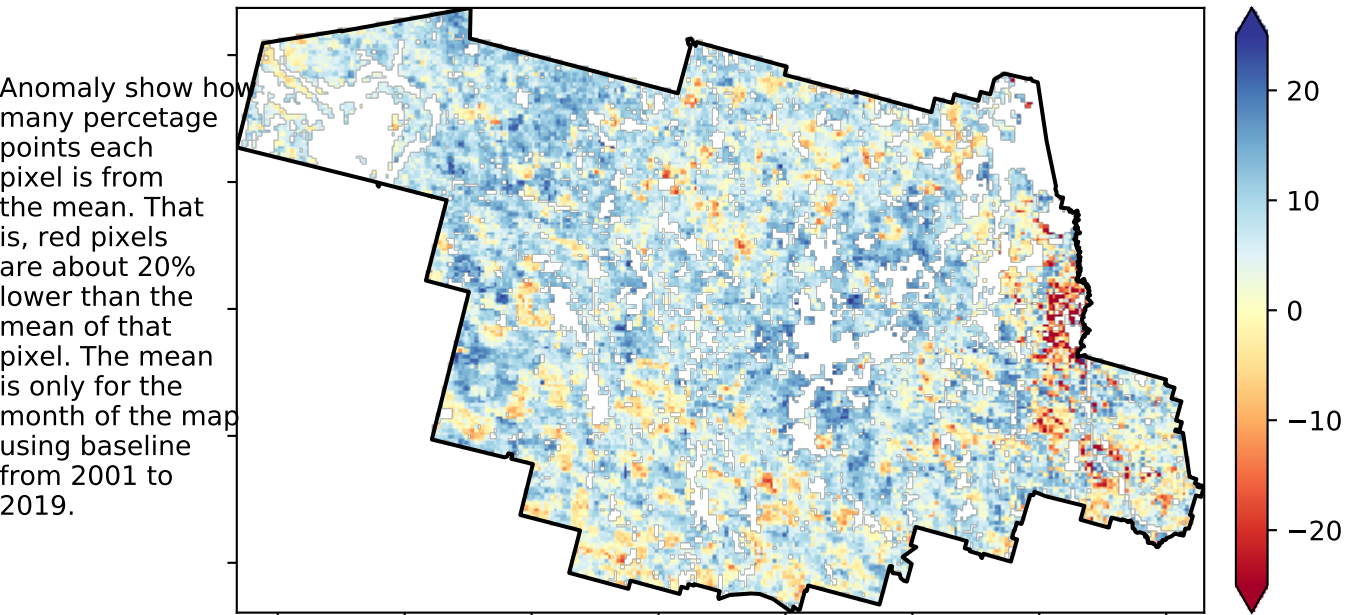 Anomaly show how
many percetage
points each
pixel is from
the mean. That
is, red pixels
are about 20%
lower than the
mean of that
pixel. The mean
is only for the
month of the map
using baseline
from 2001 to
2019.
20
10
0
−10
−20